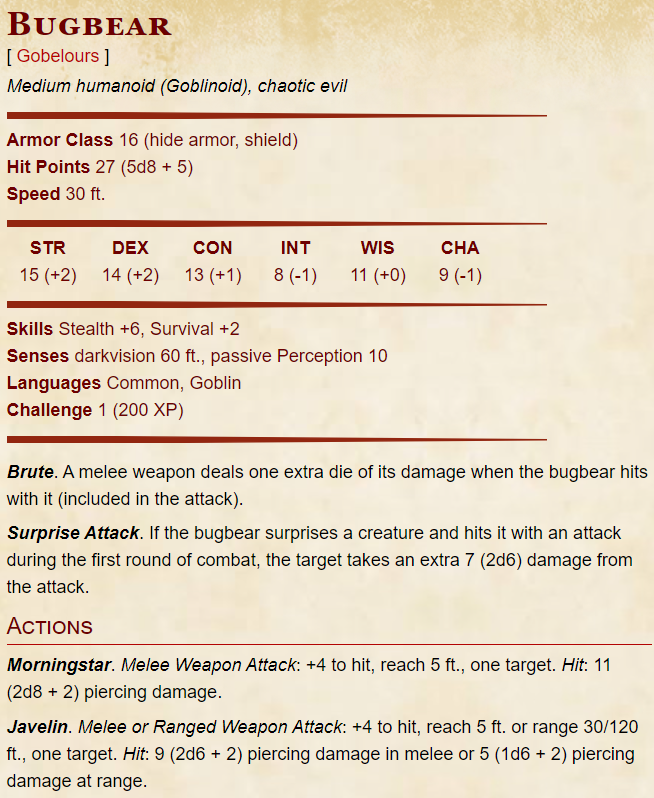 BUGBEAR
[ Gobelours ]
Medium humanoid (Goblinoid), chaotic evil
Armor Class 16 (hide armor, shield)
Hit Points 27 (5d8 + 5)
Speed 30 ft.
STR DEX CON INT WIS CHA
15 (+2) 14 (+2) 13 (+1) 8 (-1) 11 (+0) 9 (-1)
Skills Stealth +6, Survival +2
Senses darkvision 60 ft., passive Perception 10
Languages Common, Goblin
Challenge 1 (200 XP)
Brute. A melee weapon deals one extra die of its damage when the bugbear hits
with it (included in the attack).
Surprise Attack. If the bugbear surprises a creature and hits it with an attack
during the first round of combat, the target takes an extra 7 (2d6) damage from
the attack.
ACTIONS
Morningstar. Melee Weapon Attack: +4 to hit, reach 5 ft., one target. Hit: 11
(2d8 + 2) piercing damage.
Javelin. Melee or Ranged Weapon Attack: +4 to hit, reach 5 ft. or range 30/120
ft., one target. Hit: 9 (2d6 + 2) piercing damage in melee or 5 (1d6 + 2) piercing
damage at range.